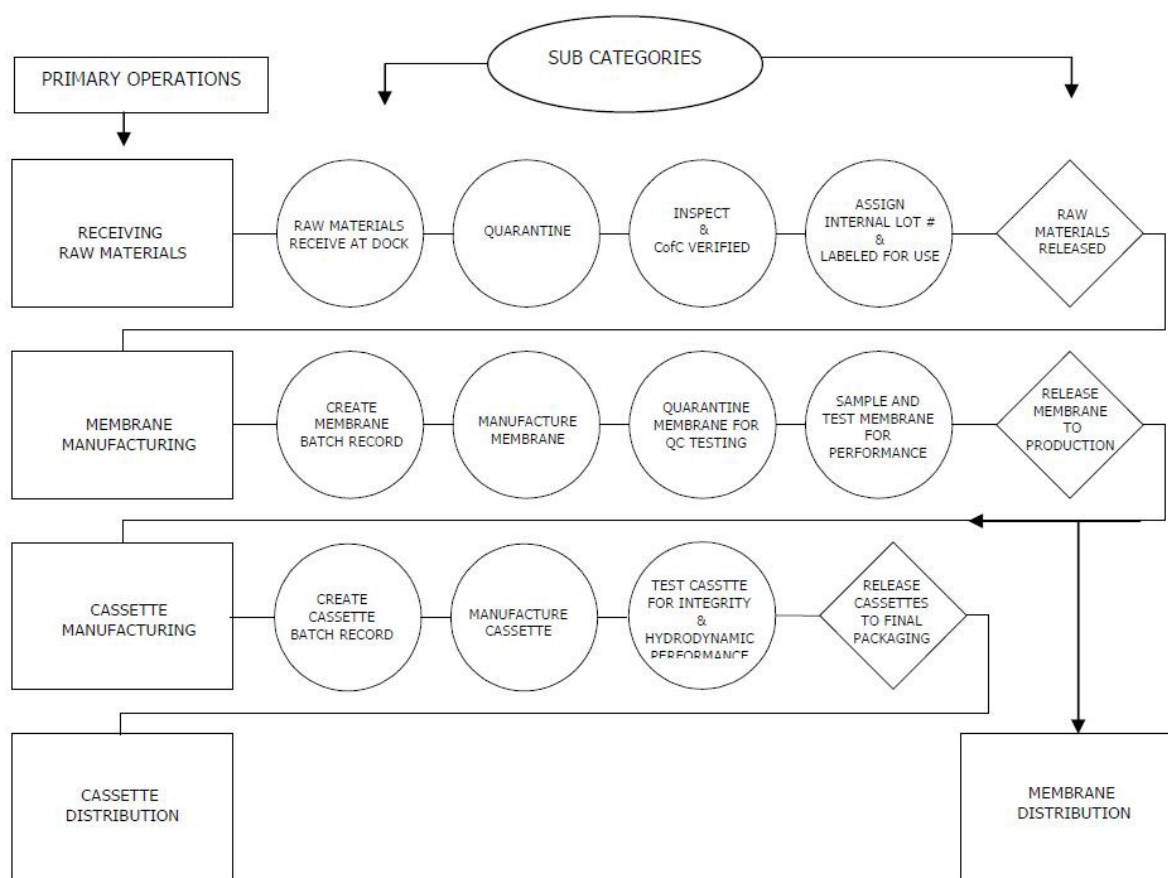 SUB CATEGORIES
PRIMARY OPERATIONS
RECEIVING
RAW MATERIALS
RAW MATERIALS
RECEIVE AT DOCK
QUARANTINE
INSPECT
&
CofC VERIFIED
ASSIGN
INTERNAL LOT #
&
LABELED FOR USE
RAW
MATERIALS
RELEASED
MEMBRANE
MANUFACTURING
CREATE
MEMBRANE
BATCH RECORD
MANUFACTURE
MEMBRANE
QUARANTINE
MEMBRANE FOR
QC TESTING
SAMPLE AND
TEST MEMBRANE
FOR
PERFORMANCE
RELEASE
MEMBRANE
TO
PRODUCTION
CASSETTE
MANUFACTURING
CREATE
CASSETTE
BATCH RECORD
MANUFACTURE
CASSETTE
TEST CASSTTE
FOR INTEGRITY
&
HYDRODYNAMIC
PERFORMANCE
RELEASE
CASSETTES
TO FINAL
PACKAGING
CASSETTE
DISTRIBUTION
MEMBRANE
DISTRIBUTION